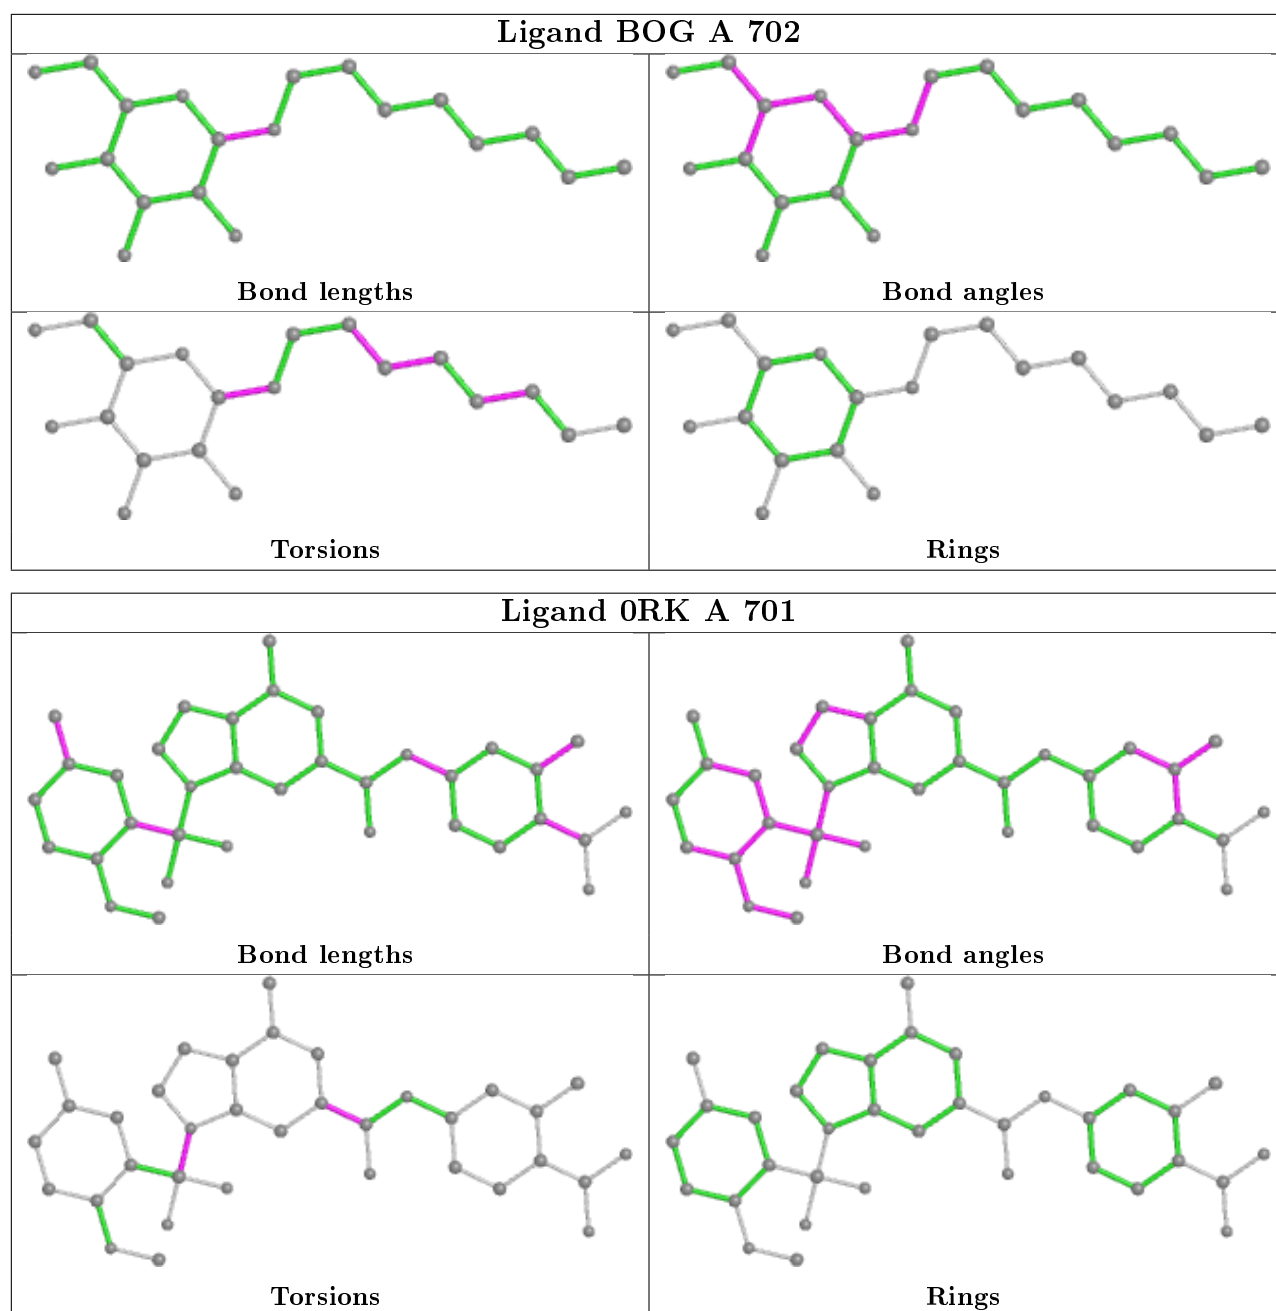 Ligand BOG A 702
Bond lengths
Bond angles
Torsions
Rings
Ligand 0RK A 701
Bond lengths
Bond angles
Torsions
Rings